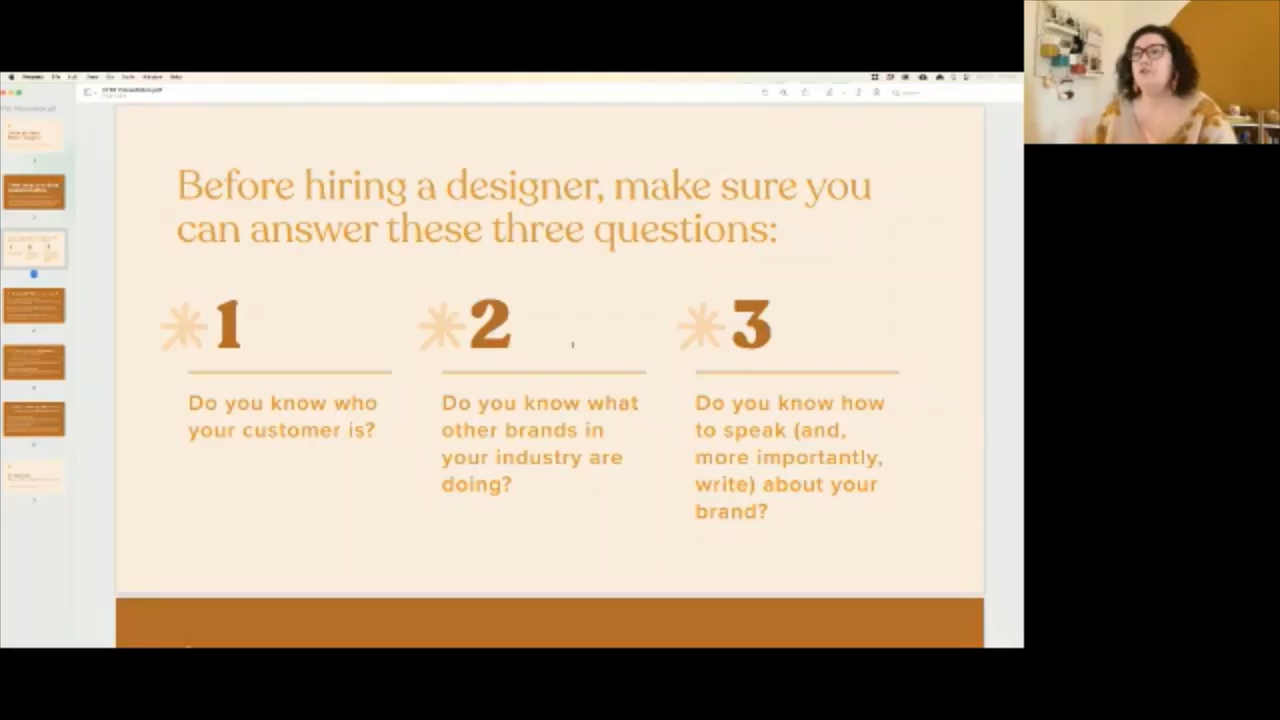 Before hiring a designer, make sure you
can answer these three questions:
1
Do you know who
your customer is?
2
Do you know what
other brands in
your industry are
doing?
3
Do you know how
to speak (and,
more importantly,
write) about your
brand?